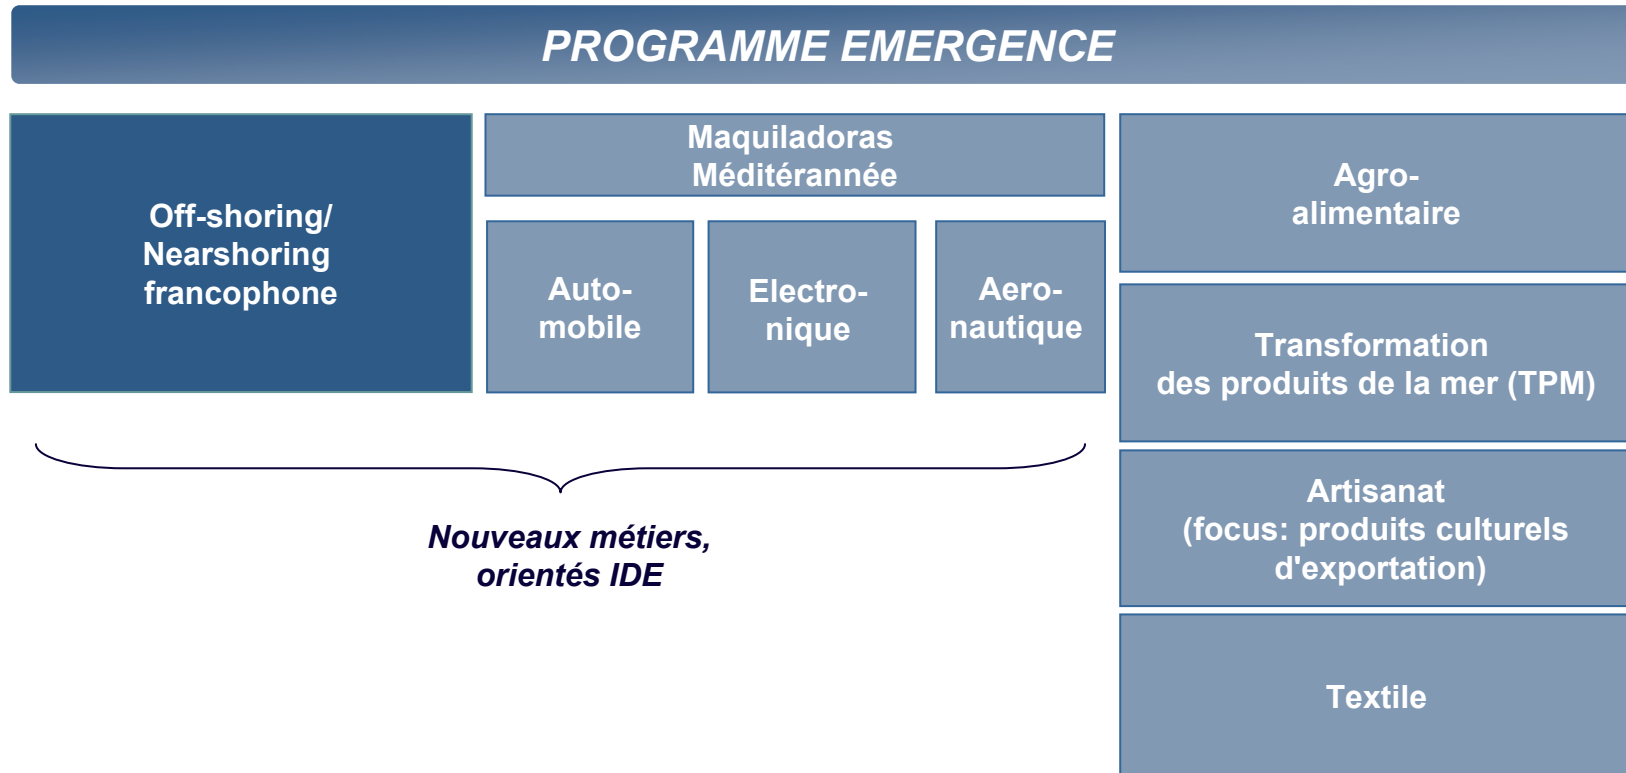 PROGRAMME EMERGENCE
Off-shoring/
Nearshoring
francophone
Maquiladoras
Méditérannée
Auto-
mobile
Electro-
nique
Aero-
nautique
Agro-
alimentaire
Transformation
des produits de la mer (TPM)
Artisanat
(focus: produits culturels
d'exportation)
Textile
Nouveaux métiers,
orientés IDE